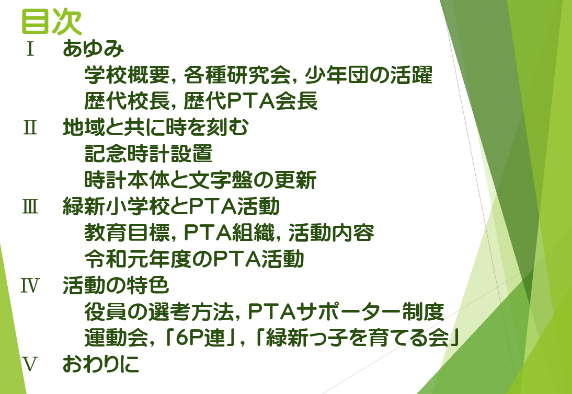 目次
Ⅰ　あゆみ
学校概要, 各種研究会, 少年団の活躍
歴代校長, 歴代PTA会長
Ⅱ　地域と共に時を刻む
記念時計設置
時計本体と文字盤の更新
Ⅲ　緑新小学校とPTA活動
教育目標, PTA組織, 活動内容
令和元年度のPTA活動
Ⅳ　活動の特色
役員の選考方法, PTAサポーター制度
運動会, 「6P連」, 「緑新っ子を育てる会」
Ⅴ　おわりに